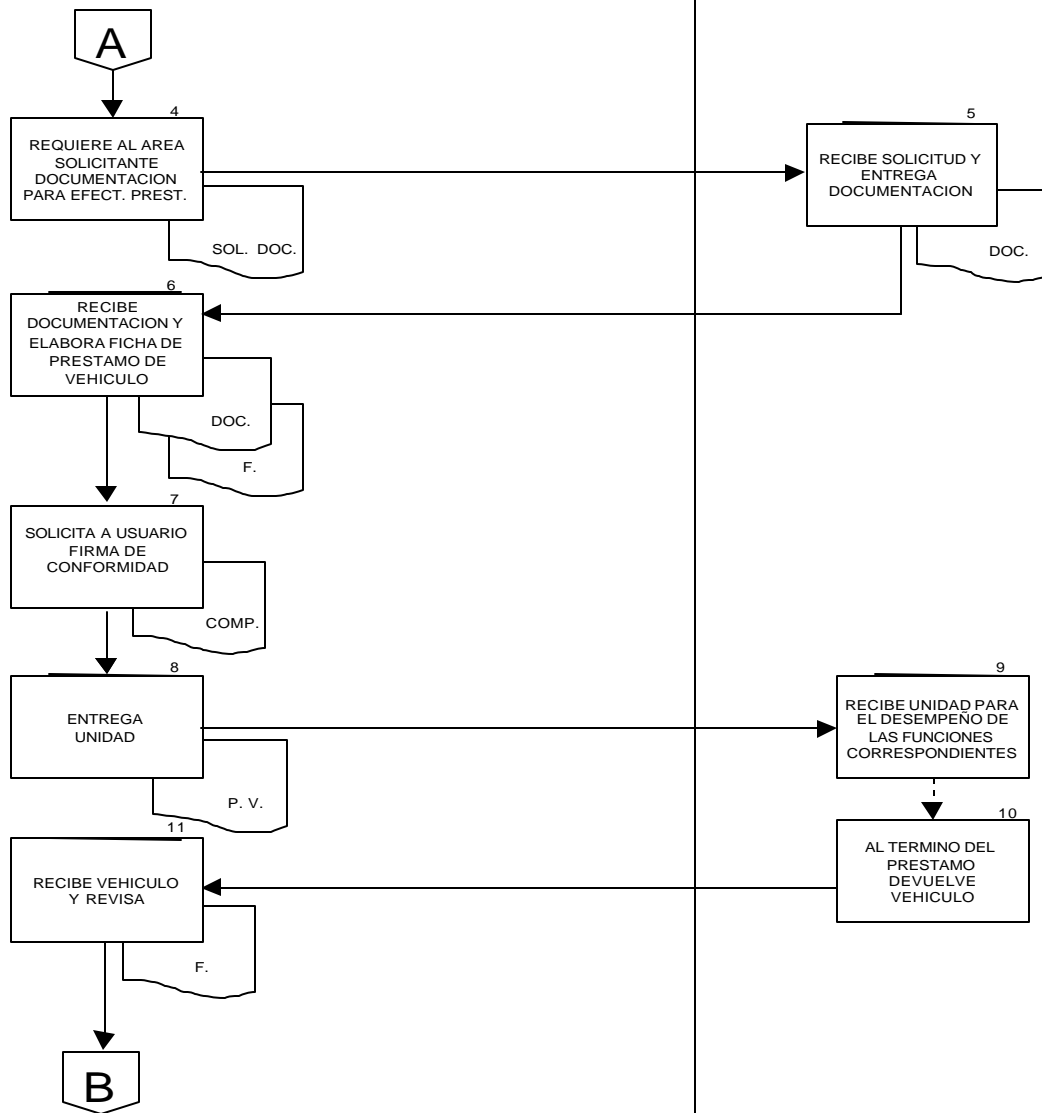 A
4
REQUIERE AL AREA
SOLICITANTE
DOCUMENTACION
PARA EFECT. PREST.
SOL. DOC.
5
RECIBE SOLICITUD Y
ENTREGA
DOCUMENTACION
DOC.
6
RECIBE
DOCUMENTACION Y
ELABORA FICHA DE
PRESTAMO DE
VEHICULO
DOC.
F.
7
SOLICITA A USUARIO
FIRMA DE
CONFORMIDAD
COMP.
8
ENTREGA
UNIDAD
P. V.
9
RECIBE UNIDAD PARA
EL DESEMPEÑO DE
LAS FUNCIONES
CORRESPONDIENTES
10
AL TERMINO DEL
PRESTAMO
DEVUELVE
VEHICULO
11
RECIBE VEHICULO
Y REVISA
F.
B